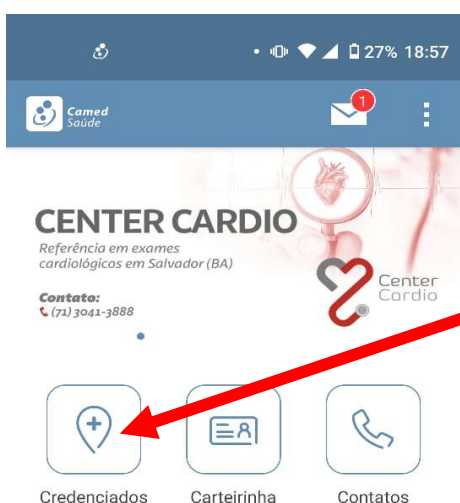 27% 18:57
Camed
Saúde
1
CENTER CARDIO
Referência em exames
cardiológicos em Salvador (BA)
Contato:
(71) 3041-3888
Center
Cardio
Credenciados Carteirinha Contatos